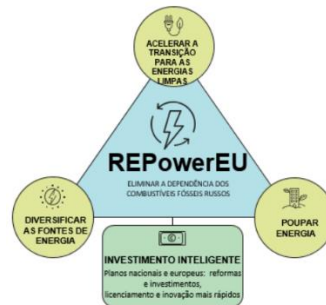 ACELERAR A
TRANSIÇÃO
PARA AS
ENERGIAS
LIMPAS
REPowerEU
ELIMINAR A DEPENDÊNCIA DOS
COMBUSTÍVEIS FÓSSEIS RUSSOS
DIVERSIFICAR
AS FONTES DE
ENERGIA
POUPAR
ENERGIA
INVESTIMENTO INTELIGENTE
Planos nacionais e europeus: reformas
e investimentos,
licenciamento e inovação mais rápidos